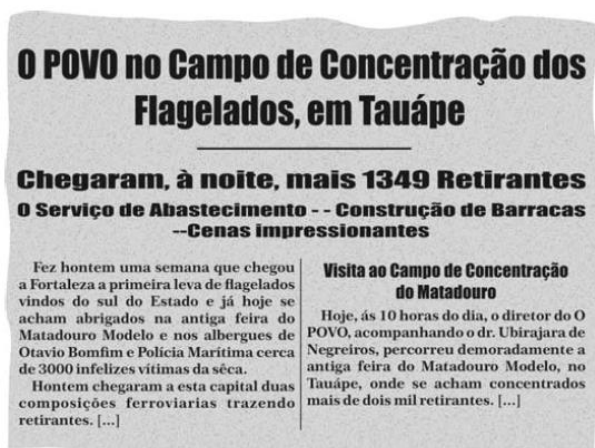 O POVO no Campo de Concentração dos
Flagelados, em Tauápe
Chegaram, à noite, mais 1349 Retirantes
O Serviço de Abastecimento - - Construção de Barracas
--Cenas impressionantes
Fez hontem uma semana que chegou
a Fortaleza a primeira leva de flagelados
vindos do sul do Estado e já hoje se
acham abrigados na antiga feira do
Matadouro Modelo e nos albergues de
Otavio Bomfim e Polícia Marítima cerca
de 3000 infelizes vítimas da sêca.
Hontem chegaram a esta capital duas
composições ferroviarias trazendo
retirantes. [...]
Visita ao Campo de Concentração
do Matadouro
Hoje, ás 10 horas do dia, o diretor do O
POVO, acompanhando o dr. Ubirajara de
Negreiros, percorreu demoradamente a
antiga feira do Matadouro Modelo, no
Tauápe, onde se acham concentrados
mais de dois mil retirantes. [...]